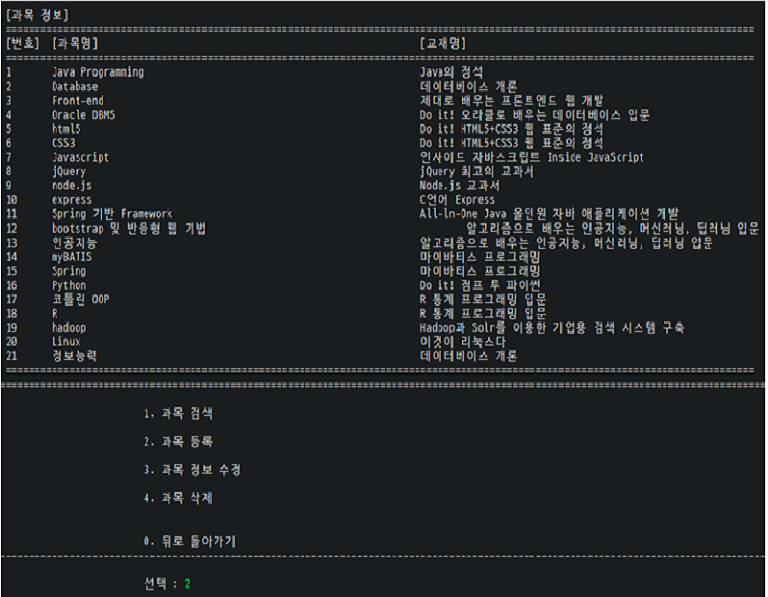 [과목 정보]
================================================================
[번호] [과목명] [교재명]
================================================================
1 Java Programming Java의 정석
2 Database 데이터베이스 개론
3 Front-end 제대로 배우는 프론트엔드 웹 개발
4 Oracle DBMS Do it! 오라클로 배우는 데이터베이스 입문
5 html5 Do it! HTML5+CSS3 웹 표준의 정석
6 CSS3 Do it! HTML5+CSS3 웹 표준의 정석
7 Javascript 인사이드 자바스크립트 Inside JavaScript
8 jQuery jQuery 최고의 교과서
9 node.js Node.js 교과서
10 express C언어 Express
11 Spring 기반 Framework All-In-One Java 올인원 자바 애플리케이션 개발
12 bootstrap 및 반응형 웹 기법 알고리즘으로 배우는 인공지능, 머신러닝, 딥러닝 입문
13 인공지능 알고리즘으로 배우는 인공지능, 머신러닝, 딥러닝 입문
14 myBATIS 마이바티스 프로그래밍
15 Spring 마이바티스 프로그래밍
16 Python Do it! 점프 투 파이썬
17 코틀린 OOP R 통계 프로그래밍 입문
18 R R 통계 프로그래밍 입문
19 hadoop Hadoop과 Solr를 이용한 기업용 검색 시스템 구축
20 Linux 이것이 리눅스다
21 정보능력 데이터베이스 개론
================================================================
================================================================
1. 과목 검색
2. 과목 등록
3. 과목 정보 수정
4. 과목 삭제
0. 뒤로 돌아가기
----------------------------------------------------------------
선택 : 2